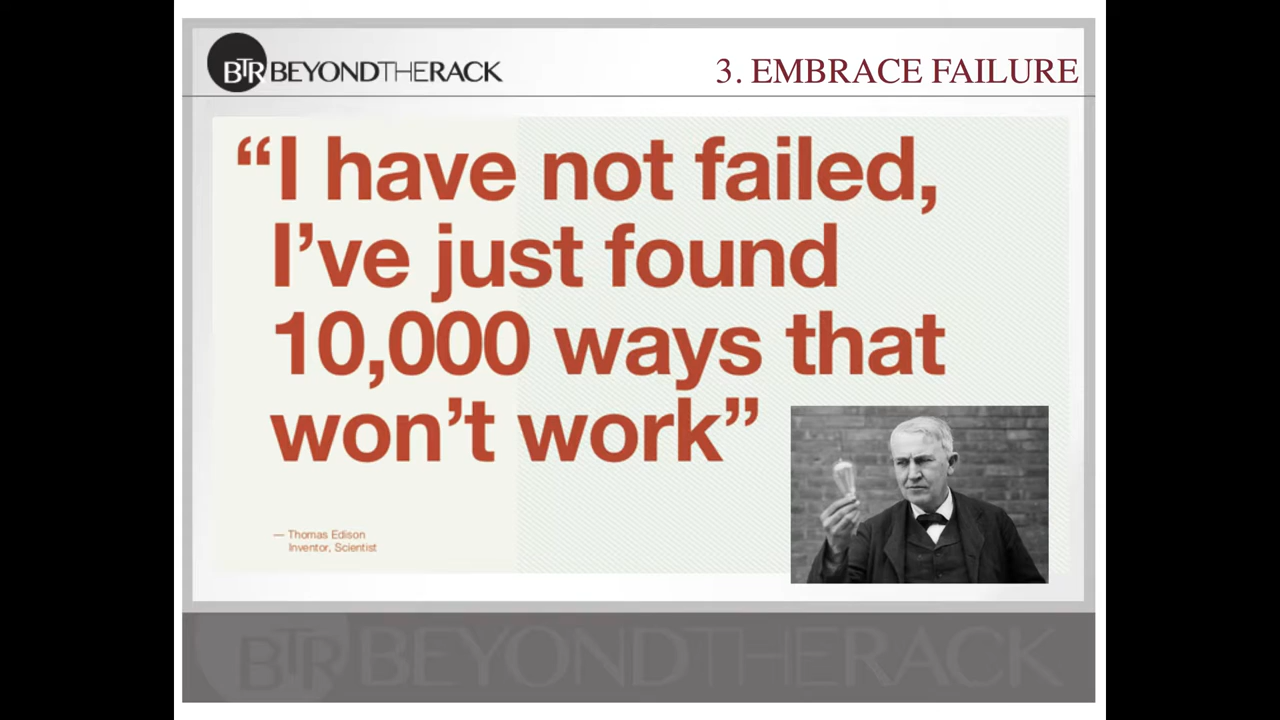 BTR BEYONDTHERACK
3. EMBRACE FAILURE
“I have not failed,
I’ve just found
10,000 ways that
won’t work”
— Thomas Edison
Inventor, Scientist
BTR BEYONDTHERACK